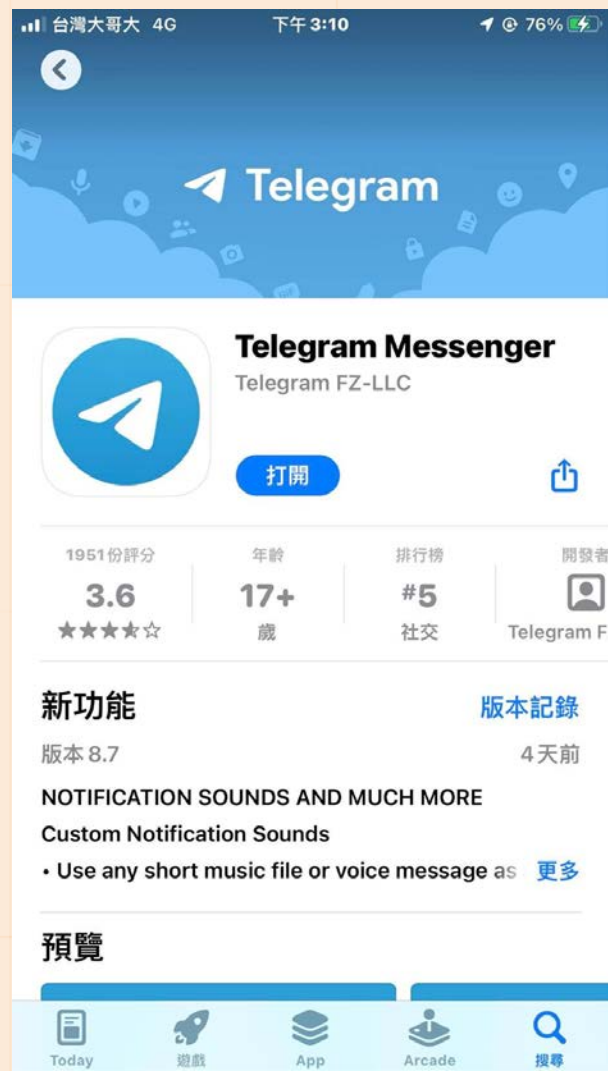 台灣大哥大 4G 下午 3:10 76%
Telegram
Telegram Messenger
Telegram FZ-LLC
打開
1951份評分 年齡 排行榜 開發者
3.6 17+ #5
歲 社交 Telegram F
新功能 版本記錄
版本 8.7 4 天前
NOTIFICATION SOUNDS AND MUCH MORE
Custom Notification Sounds
• Use any short music file or voice message as 更多
預覽
Today 遊戲 App Arcade 搜尋